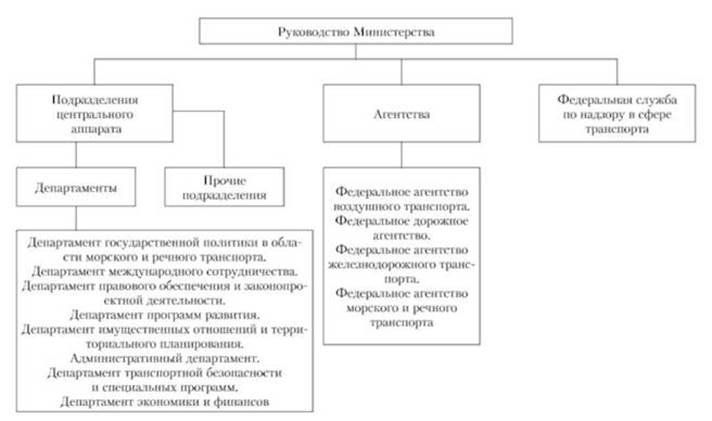 Руководство Министерства
Подразделения
центрального
аппарата
Агентства
Федеральная служба
по надзору в сфере
транспорта
Департаменты
Прочие
подразделения
Федеральное агентство
воздушного транспорта.
Федеральное дорожное
агентство.
Федеральное агентство
железнодорожного транс-
порта.
Федеральное агентство
морского и речного
транспорта
Департамент государственной политики в обла-
сти морского и речного транспорта.
Департамент международного сотрудничества.
Департамент правового обеспечения и законопро-
ектной деятельности.
Департамент программ развития.
Департамент имущественных отношений и терри-
ториального планирования.
Административный департамент.
Департамент транспортной безопасности
и специальных программ.
Департамент экономики и финансов